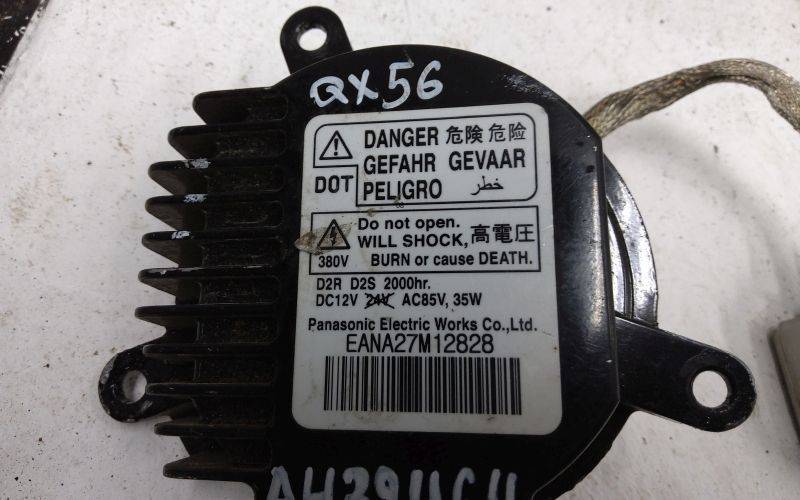 QX56
DANGER 危険 危险
GEFAHR GEVAAR
DOT PELIGRO خطر
Do not open.
WILL SHOCK, 高電圧
380V BURN or cause DEATH.
D2R D2S 2000hr.
DC12V 24V AC85V, 35W
Panasonic Electric Works Co., Ltd.
EANA27M12828